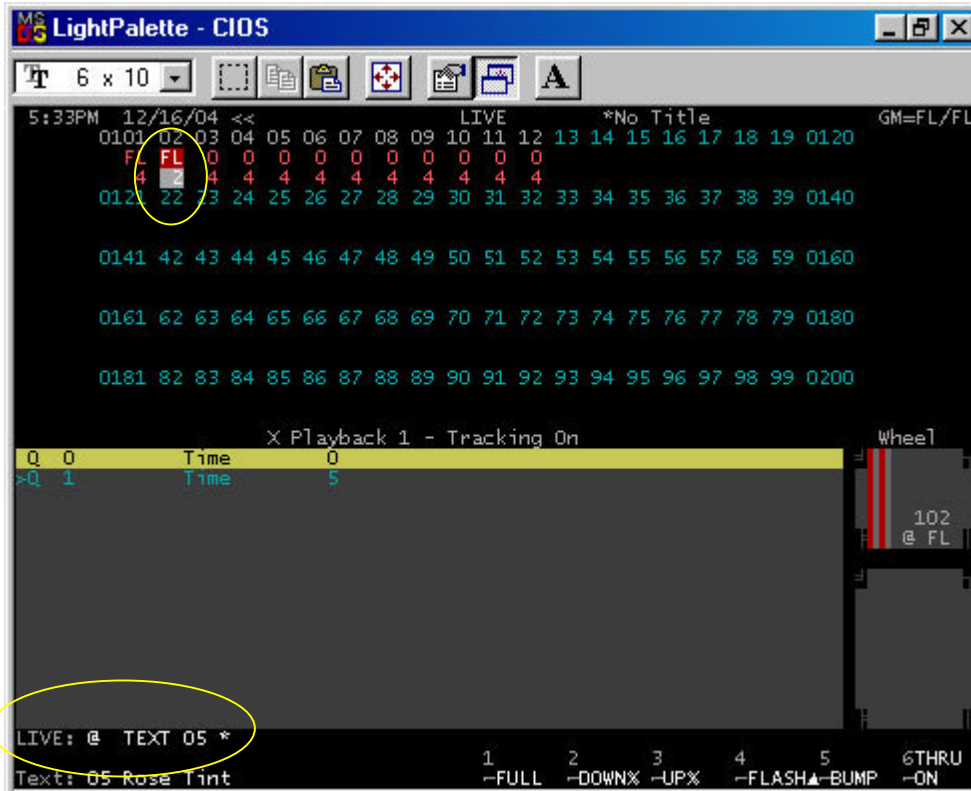 LightPalette - CIOS
6 x 10
A
5:33PM 12/16/04 << LIVE *No Title GM=FL/FL
0101 02 03 04 05 06 07 08 09 10 11 12 13 14 15 16 17 18 19 0120
FL FL 0 0 0 0 0 0 0 0 0 0
4 2 4 4 4 4 4 4 4 4 4 4
0121 22 23 24 25 26 27 28 29 30 31 32 33 34 35 36 37 38 39 0140
0141 42 43 44 45 46 47 48 49 50 51 52 53 54 55 56 57 58 59 0160
0161 62 63 64 65 66 67 68 69 70 71 72 73 74 75 76 77 78 79 0180
0181 82 83 84 85 86 87 88 89 90 91 92 93 94 95 96 97 98 99 0200
X Playback 1 - Tracking On Wheel
Q 0 Time 0
>Q 1 Time 5
102
@ FL
LIVE: @ TEXT 05 *
1 2 3 4 5 6THRU
Text: 05 Rose Tint —FULL —DOWN% —UP% —FLASH▲—BUMP —ON